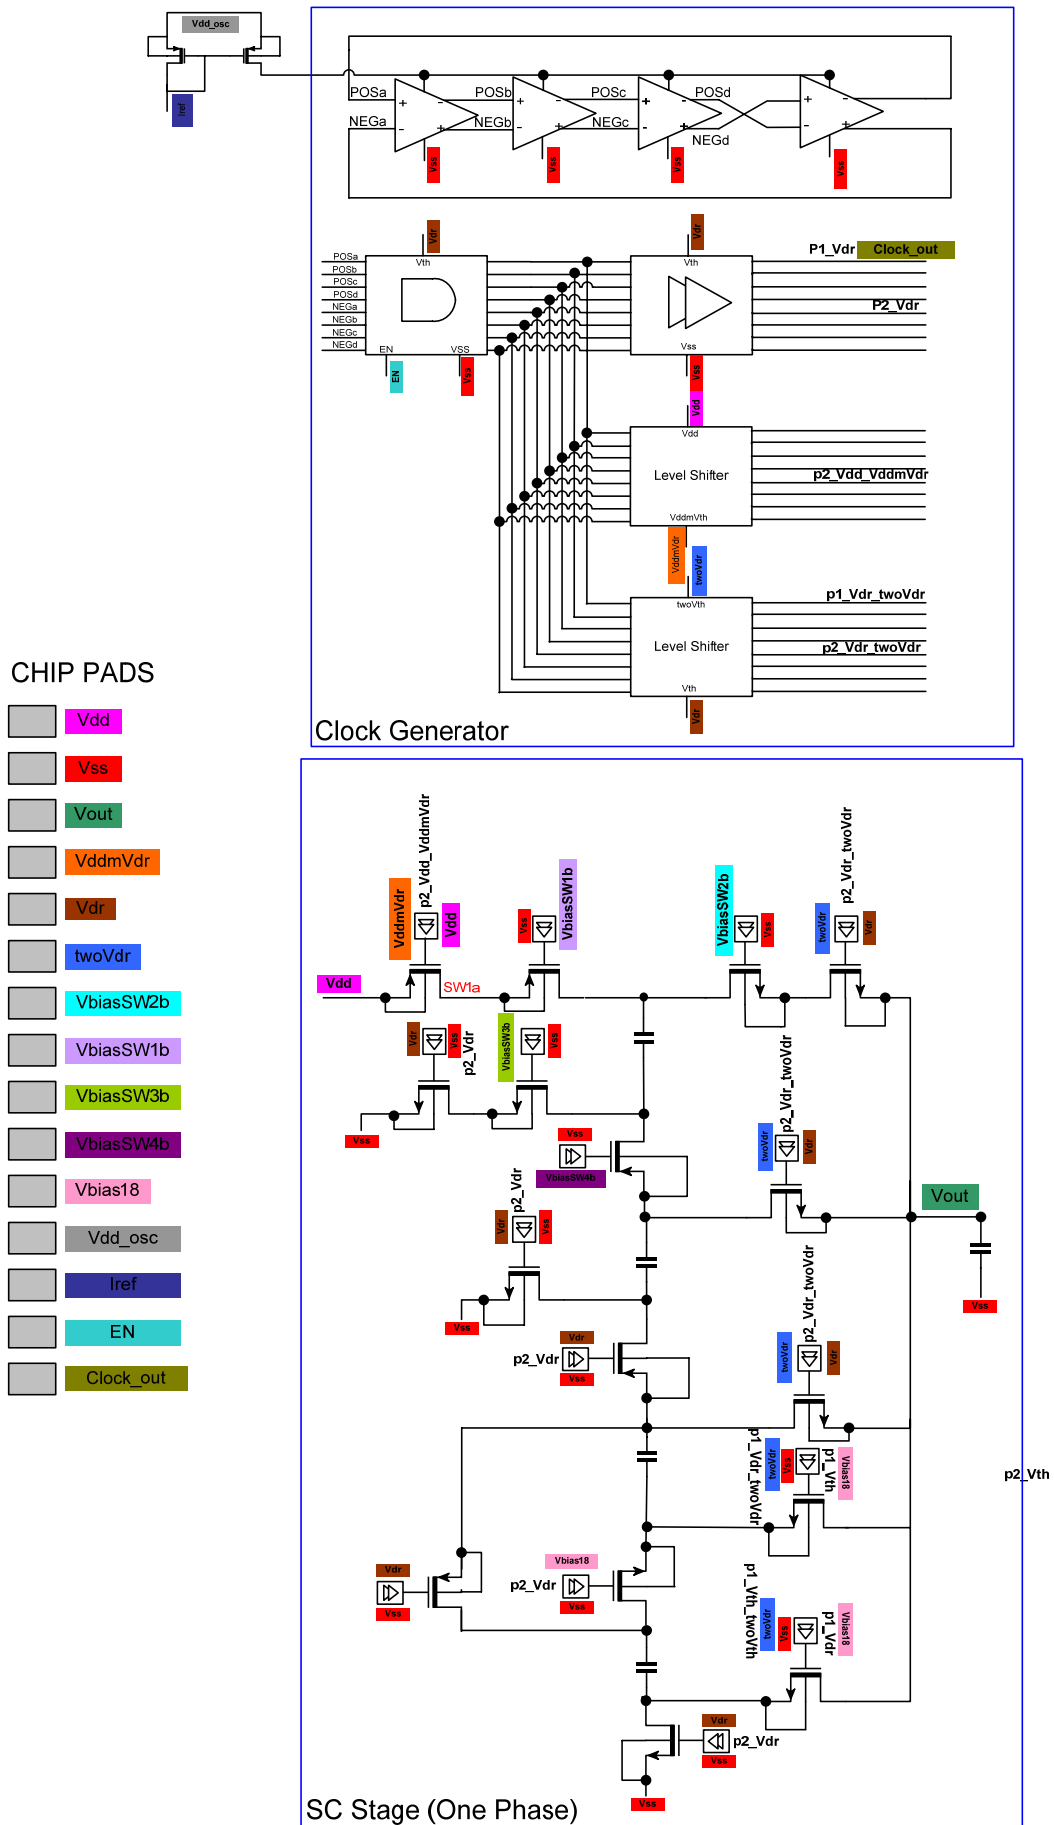 Vdd_osc
Iref
POSa
NEGa
POSb
NEGb
POSc
NEGc
POSd
NEGd
+
-
-
+
+
-
-
+
+
-
-
+
+
-
-
+
Vss
Vss
Vss
Vss
Vdr
Vdr
Vth
Vth
POSa
POSb
POSc
POSd
NEGa
NEGb
NEGc
NEGd
EN
VSS
Vss
EN
Vss
Vss
P1_Vdr
Clock_out
P2_Vdr
Vdd
Vdd
Level Shifter
VddmVth
VddmVdr
p2_Vdd_VddmVdr
twoVdr
twoVth
Level Shifter
Vth
Vdr
p1_Vdr_twoVdr
p2_Vdr_twoVdr
Clock Generator
CHIP PADS
Vdd
Vss
Vout
VddmVdr
Vdr
twoVdr
VbiasSW2b
VbiasSW1b
VbiasSW3b
VbiasSW4b
Vbias18
Vdd_osc
Iref
EN
Clock_out
VddmVdr
p2_Vdd_VddmVdr
Vdd
Vss
VbiasSW1b
VbiasSW2b
Vss
twoVdr
p2_Vdr_twoVdr
Vdr
Vdd
SW1a
Vdr
Vss
p2_Vdr
VbiasSW3b
Vss
Vss
Vss
VbiasSW4b
twoVdr
p2_Vdr_twoVdr
Vdr
Vout
Vss
Vdr
p2_Vdr
Vss
Vss
Vdr
p2_Vdr
Vss
twoVdr
p2_Vdr_twoVdr
Vdr
p1_Vdr_twoVdr
twoVdr
Vss
p1_Vth
Vbias18
p2_Vth
Vdr
Vss
Vbias18
p2_Vdr
Vss
p1_Vth_twoVth
twoVdr
Vss
p1_Vdr
Vbias18
Vdr
p2_Vdr
Vss
Vss
SC Stage (One Phase)